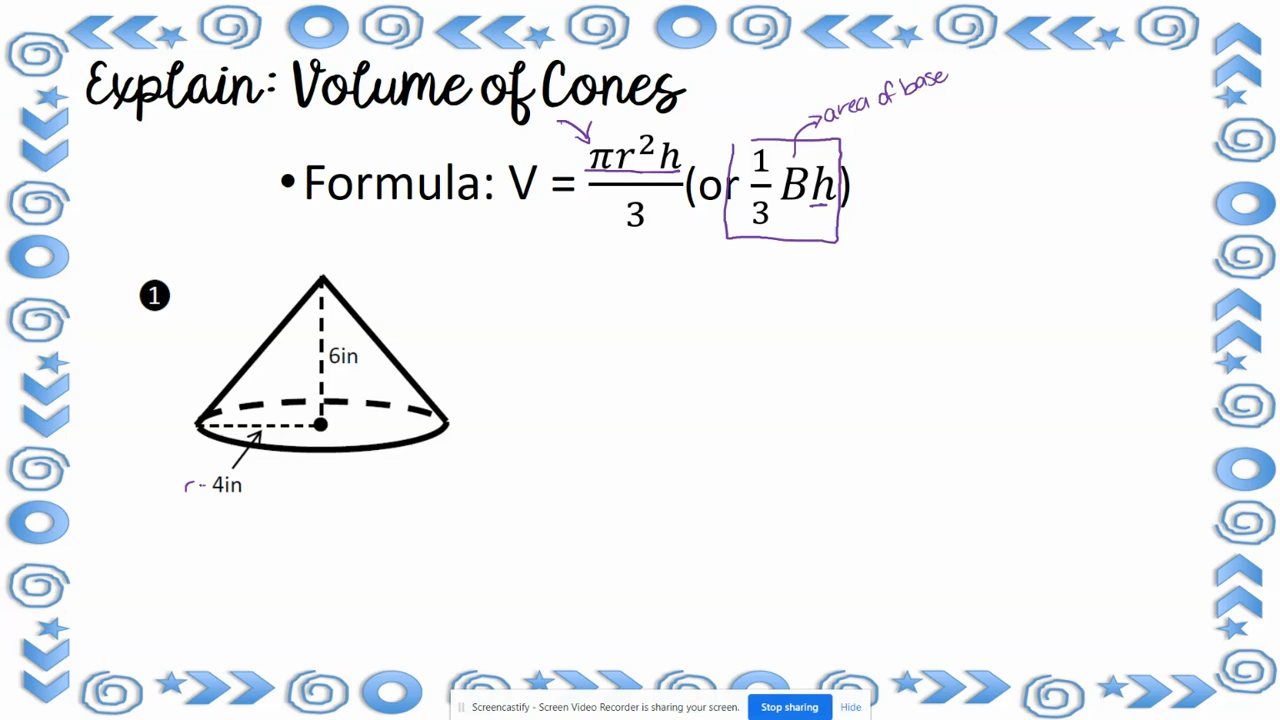 Explain: Volume of Cones
area of base
• Formula: V = πr²h/3 (or 1/3 Bh)
1
6in
r- 4in
Screencastify - Screen Video Recorder is sharing your screen. Stop sharing Hide